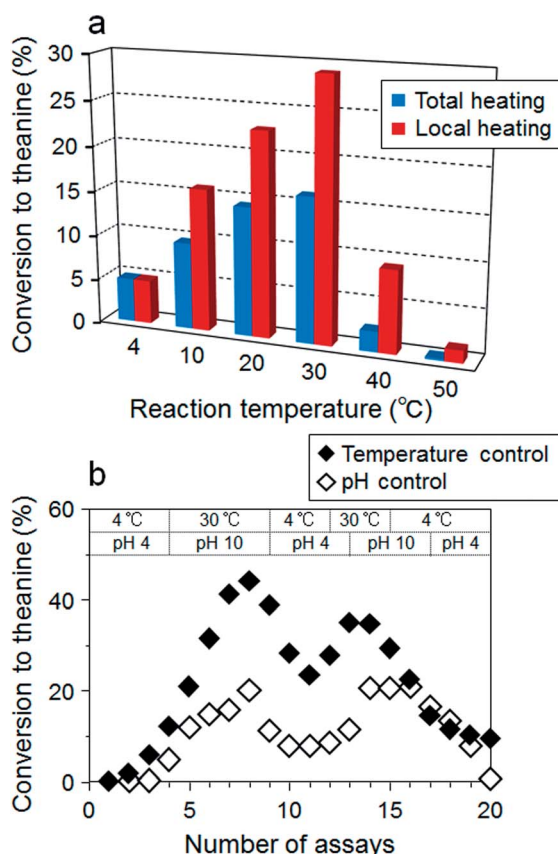 a
30
25
20
15
10
5
0
Conversion to theanine (%)
Total heating
Local heating
4 10 20 30 40 50
Reaction temperature (℃)
b
Temperature control
pH control
Conversion to theanine (%)
60
40
20
0
4 ℃ 30 ℃ 4 ℃ 30 ℃ 4 ℃
pH 4 pH 10 pH 4 pH 10 pH 4
0 5 10 15 20
Number of assays